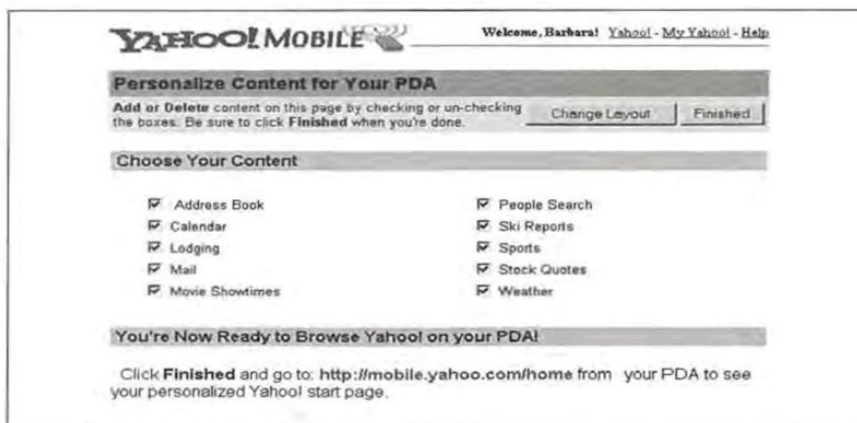 YAHOO! MOBILE Welcome, Barbara! Yahoo! - My Yahoo! - Help
Personalize Content for Your PDA
Add or Delete content on this page by checking or un-checking
the boxes. Be sure to click Finished when you're done.
Change Layout Finished
Choose Your Content
Address Book People Search
Calendar Ski Reports
Lodging Sports
Mail Stock Quotes
Movie Showtimes Weather
You're Now Ready to Browse Yahoo! on your PDA!
Click Finished and go to: http://mobile.yahoo.com/home from your PDA to see
your personalized Yahoo! start page.